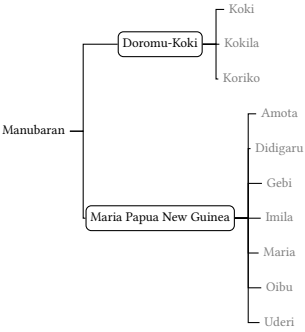 Koki
Doromu-Koki
Kokila
Koriko
Manubaran
Amota
Didigaru
Gebi
Maria Papua New Guinea
Imila
Maria
Oibu
Uderi